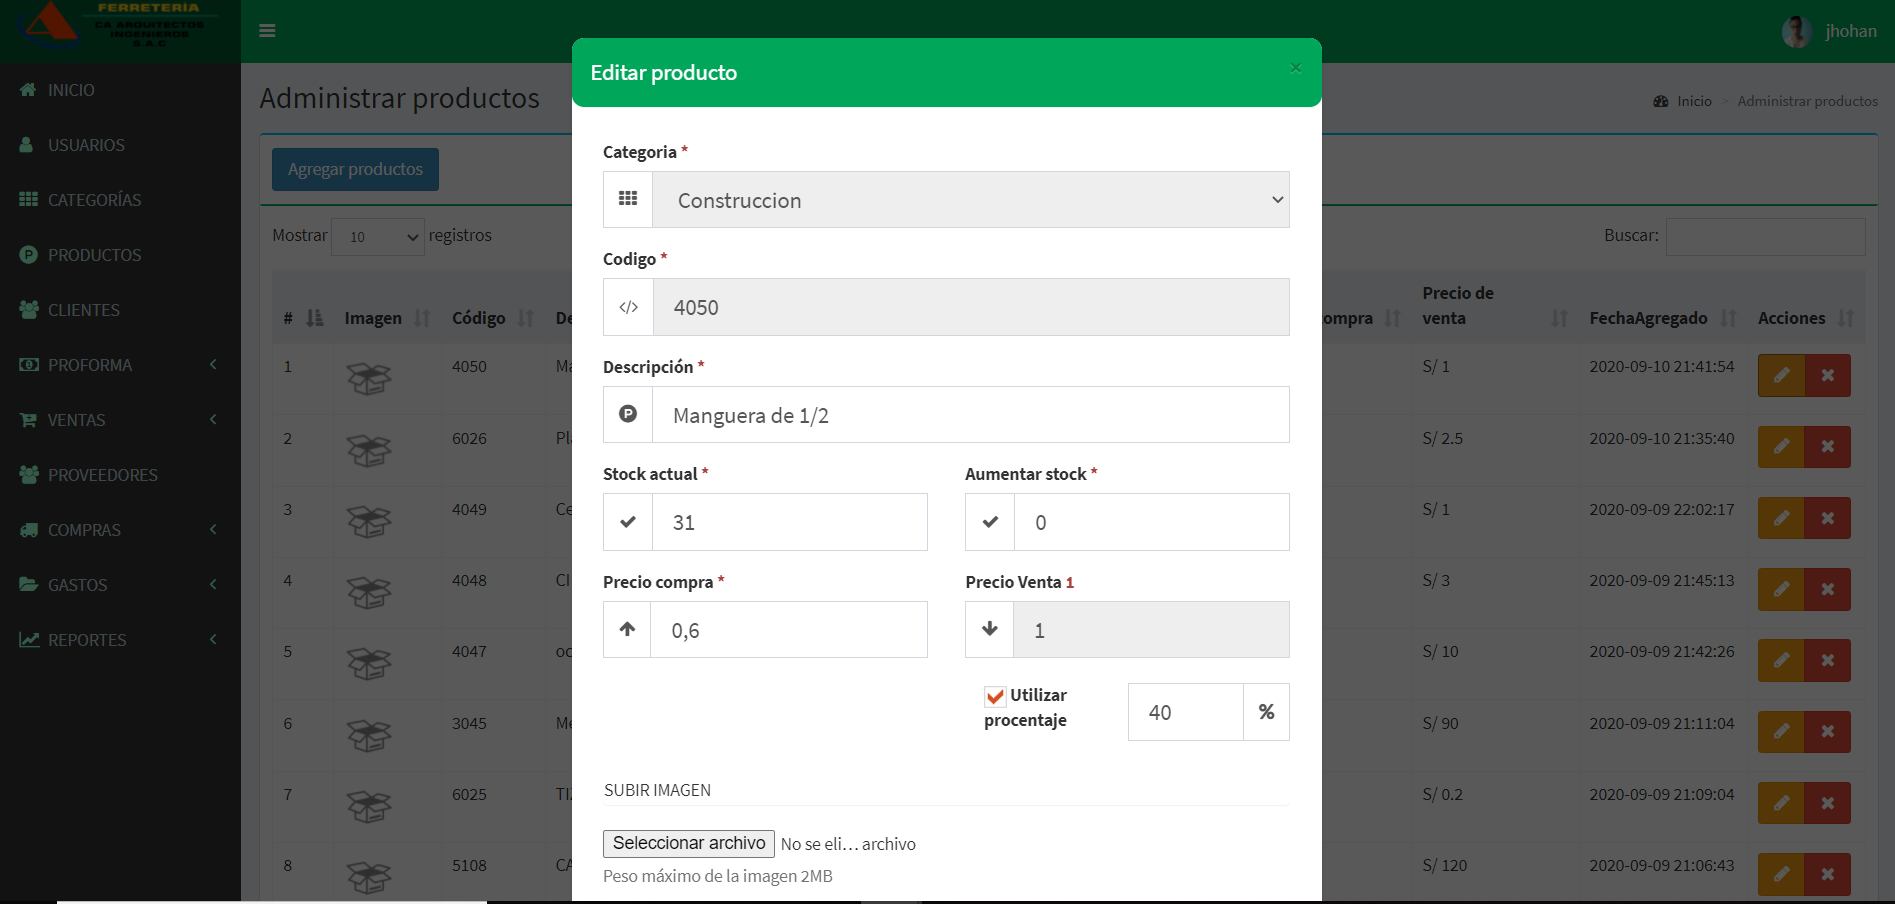 FERRETERÍA
CA ARQUITECTOS
INGENIEROS
S.A.C
jhohan
INICIO
USUARIOS
CATEGORÍAS
PRODUCTOS
CLIENTES
PROFORMA
VENTAS
PROVEEDORES
COMPRAS
GASTOS
REPORTES
Administrar productos
Inicio > Administrar productos
Agregar productos
Mostrar 10 registros
Buscar:
# Imagen Código De ompra Precio de venta FechaAgregado Acciones
1 4050 Ma S/ 1 2020-09-10 21:41:54
2 6026 Pl S/ 2.5 2020-09-10 21:35:40
3 4049 Ce S/ 1 2020-09-09 22:02:17
4 4048 CI S/ 3 2020-09-09 21:45:13
5 4047 oc S/ 10 2020-09-09 21:42:26
6 3045 Me S/ 90 2020-09-09 21:11:04
7 6025 TI S/ 0.2 2020-09-09 21:09:04
8 5108 CA S/ 120 2020-09-09 21:06:43
Editar producto ×
Categoria *
Construccion
Codigo *
</> 4050
Descripción *
P Manguera de 1/2
Stock actual * Aumentar stock *
31 0
Precio compra * Precio Venta 1
0,6 1
Utilizar
procentaje
40 %
SUBIR IMAGEN
Seleccionar archivo No se eli… archivo
Peso máximo de la imagen 2MB